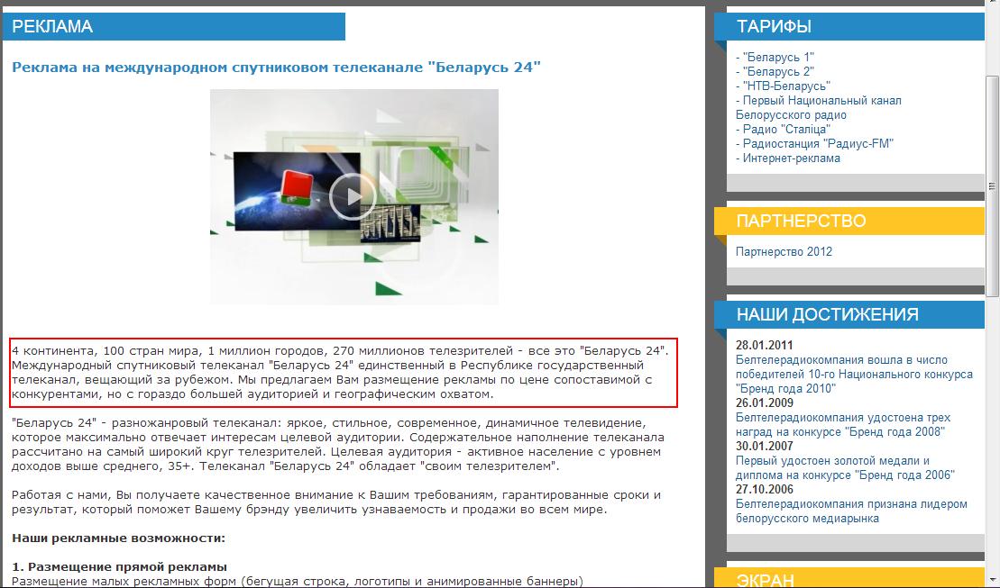 РЕКЛАМА
Реклама на международном спутниковом телеканале "Беларусь 24"
4 континента, 100 стран мира, 1 миллион городов, 270 миллионов телезрителей - все это "Беларусь 24".
Международный спутниковый телеканал "Беларусь 24" единственный в Республике государственный
телеканал, вещающий за рубежом. Мы предлагаем Вам размещение рекламы по цене сопоставимой с
конкурентами, но с гораздо большей аудиторией и географическим охватом.
"Беларусь 24" - разножанровый телеканал: яркое, стильное, современное, динамичное телевидение,
которое максимально отвечает интересам целевой аудитории. Содержательное наполнение телеканала
рассчитано на самый широкий круг телезрителей. Целевая аудитория - активное население с уровнем
доходов выше среднего, 35+. Телеканал "Беларусь 24" обладает "своим телезрителем".
Работая с нами, Вы получаете качественное внимание к Вашим требованиям, гарантированные сроки и
результат, который поможет Вашему брэнду увеличить узнаваемость и продажи во всем мире.
Наши рекламные возможности:
1. Размещение прямой рекламы
Размещение малых рекламных форм (бегущая строка, логотипы и анимированные баннеры)
ТАРИФЫ
- "Беларусь 1"
- "Беларусь 2"
- "НТВ-Беларусь"
- Первый Национальный канал
Белорусского радио
- Радио "Сталіца"
- Радиостанция "Радиус-FM"
- Интернет-реклама
ПАРТНЕРСТВО
Партнерство 2012
НАШИ ДОСТИЖЕНИЯ
28.01.2011
Белтелерадиокомпания вошла в число
победителей 10-го Национального конкурса
"Бренд года 2010"
26.01.2009
Белтелерадиокомпания удостоена трех
наград на конкурсе "Бренд года 2008"
30.01.2007
Первый удостоен золотой медали и
диплома на конкурсе "Бренд года 2006"
27.10.2006
Белтелерадиокомпания признана лидером
белорусского медиарынка
ЭКРАН